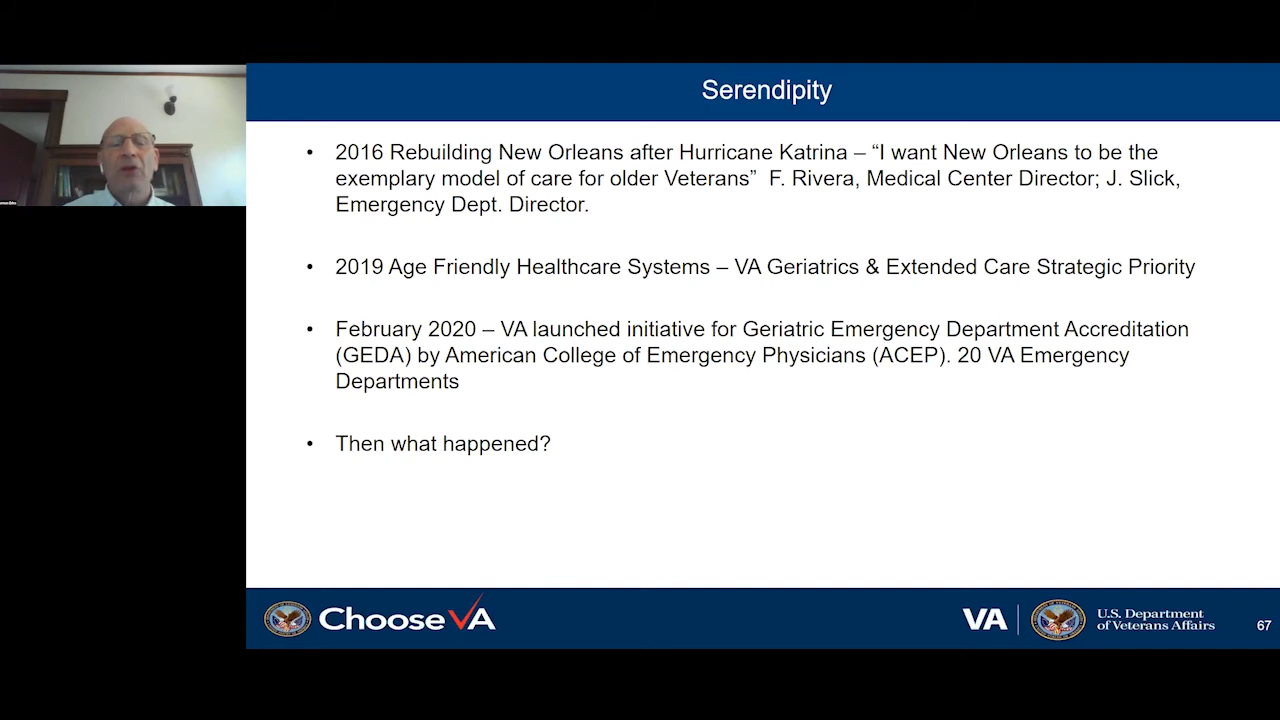 Serendipity
• 2016 Rebuilding New Orleans after Hurricane Katrina – “I want New Orleans to be the
exemplary model of care for older Veterans”  F. Rivera, Medical Center Director; J. Slick,
Emergency Dept. Director.
• 2019 Age Friendly Healthcare Systems – VA Geriatrics & Extended Care Strategic Priority
• February 2020 – VA launched initiative for Geriatric Emergency Department Accreditation
(GEDA) by American College of Emergency Physicians (ACEP). 20 VA Emergency
Departments
• Then what happened?
Choose VA
VA
U.S. Department
of Veterans Affairs
67